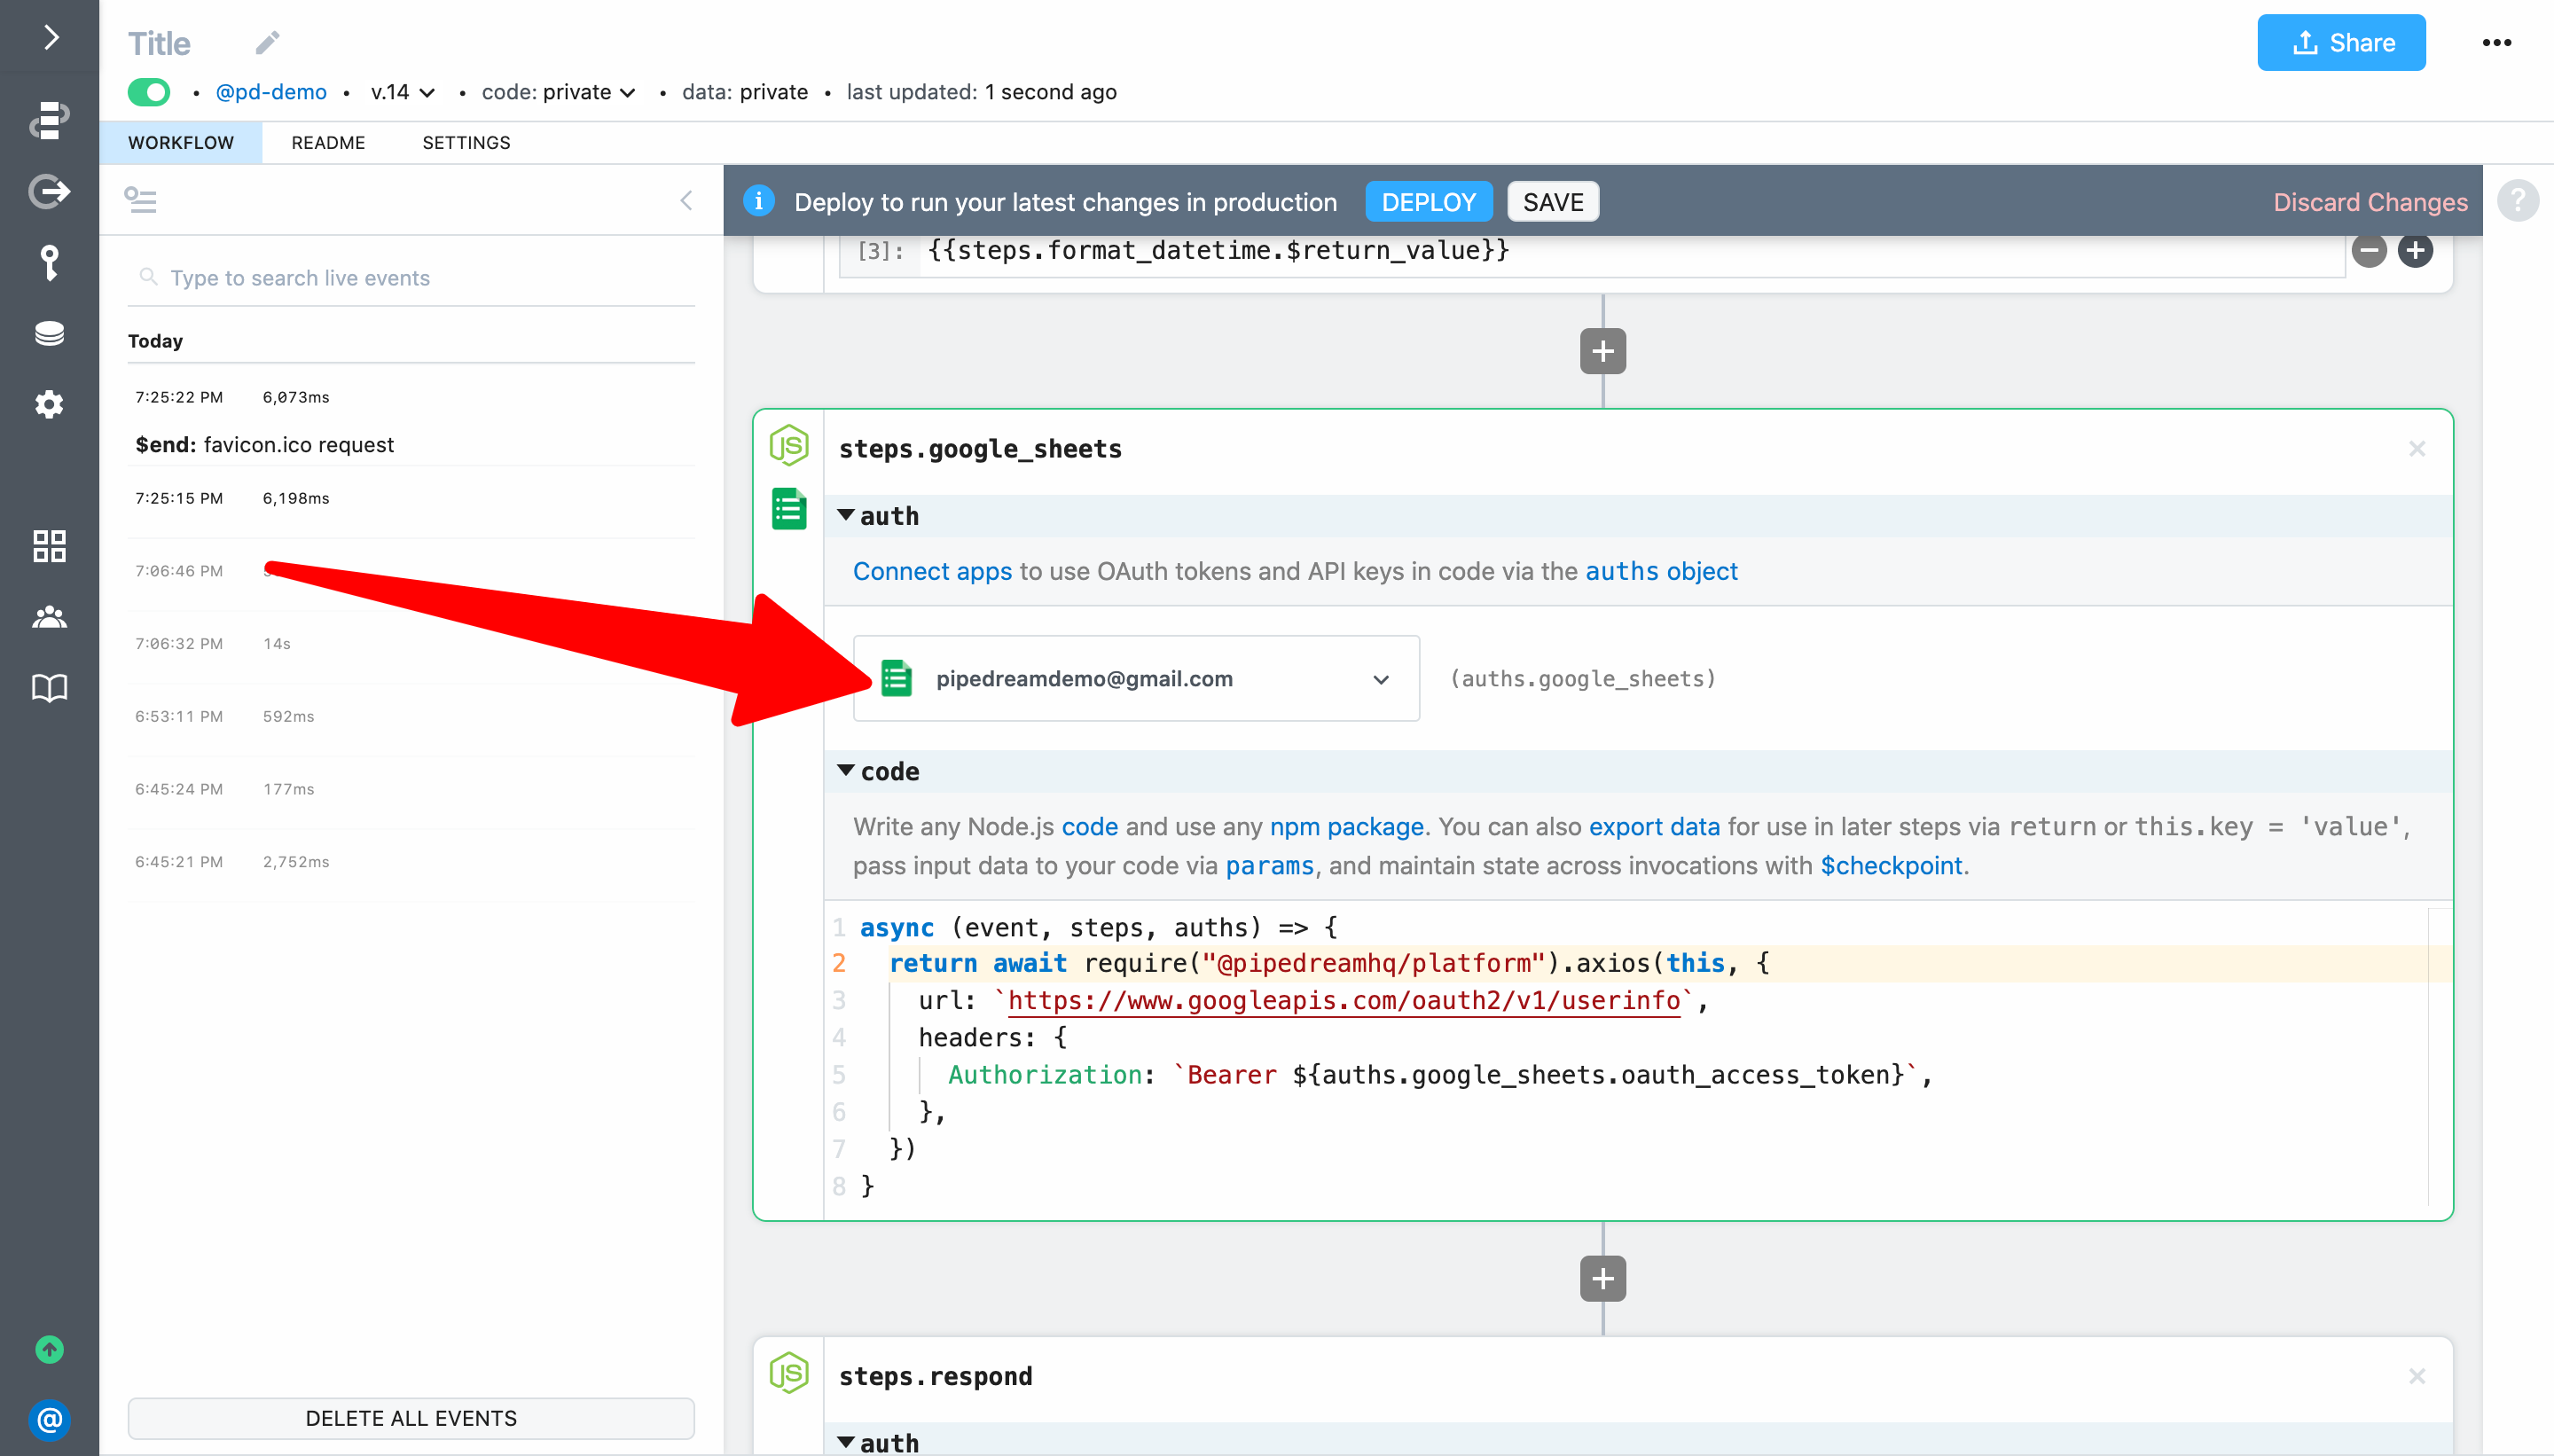 Title
Share
@pd-demo • v.14 • code: private • data: private • last updated: 1 second ago
WORKFLOW README SETTINGS
Deploy to run your latest changes in production DEPLOY SAVE Discard Changes
?
[3]: {{steps.format_datetime.$return_value}}
Type to search live events
Today
7:25:22 PM 6,073ms
$end: favicon.ico request
7:25:15 PM 6,198ms
7:06:46 PM
7:06:32 PM 14s
6:53:11 PM 592ms
6:45:24 PM 177ms
6:45:21 PM 2,752ms
DELETE ALL EVENTS
@
JS
steps.google_sheets
auth
Connect apps to use OAuth tokens and API keys in code via the auths object
pipedreamdemo@gmail.com (auths.google_sheets)
code
Write any Node.js code and use any npm package. You can also export data for use in later steps via return or this.key = 'value',
pass input data to your code via params, and maintain state across invocations with $checkpoint.
1 async (event, steps, auths) => {
2 return await require("@pipedreamhq/platform").axios(this, {
3 url: `https://www.googleapis.com/oauth2/v1/userinfo`,
4 headers: {
5 Authorization: `Bearer ${auths.google_sheets.oauth_access_token}`,
6 },
7 })
8 }
JS
steps.respond
auth